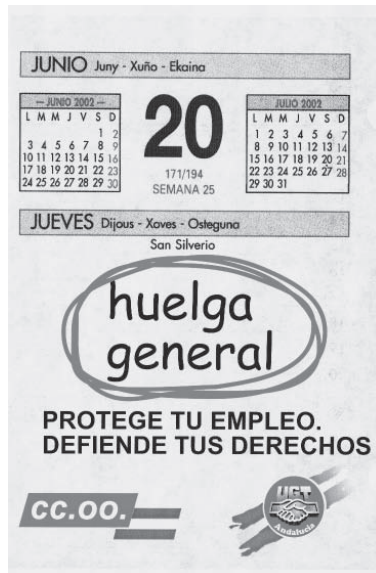 JUNIO Juny - Xuño - Ekaina
JUNIO 2002
L M M J V S D
1 2
3 4 5 6 7 8 9
10 11 12 13 14 15 16
17 18 19 20 21 22 23
24 25 26 27 28 29 30
20
171/194
SEMANA 25
JULIO 2002
L M M J V S D
1 2 3 4 5 6 7
8 9 10 11 12 13 14
15 16 17 18 19 20 21
22 23 24 25 26 27 28
29 30 31
JUEVES Dijous - Xoves - Osteguna
San Silverio
huelga
general
PROTEGE TU EMPLEO.
DEFIENDE TUS DERECHOS
CC.OO.
UGT
Andalucía